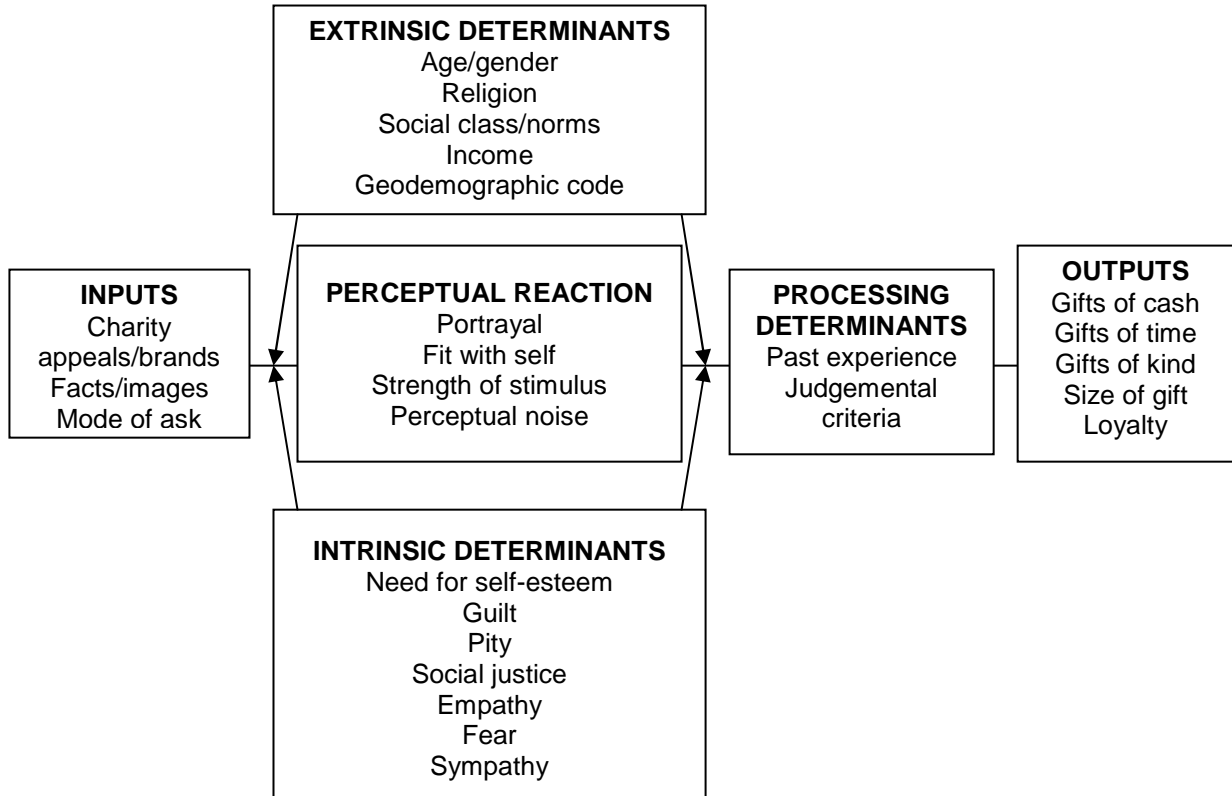 EXTRINSIC DETERMINANTS
Age/gender
Religion
Social class/norms
Income
Geodemographic code
INPUTS
Charity
appeals/brands
Facts/images
Mode of ask
PERCEPTUAL REACTION
Portrayal
Fit with self
Strength of stimulus
Perceptual noise
PROCESSING
DETERMINANTS
Past experience
Judgemental
criteria
OUTPUTS
Gifts of cash
Gifts of time
Gifts of kind
Size of gift
Loyalty
INTRINSIC DETERMINANTS
Need for self-esteem
Guilt
Pity
Social justice
Empathy
Fear
Sympathy